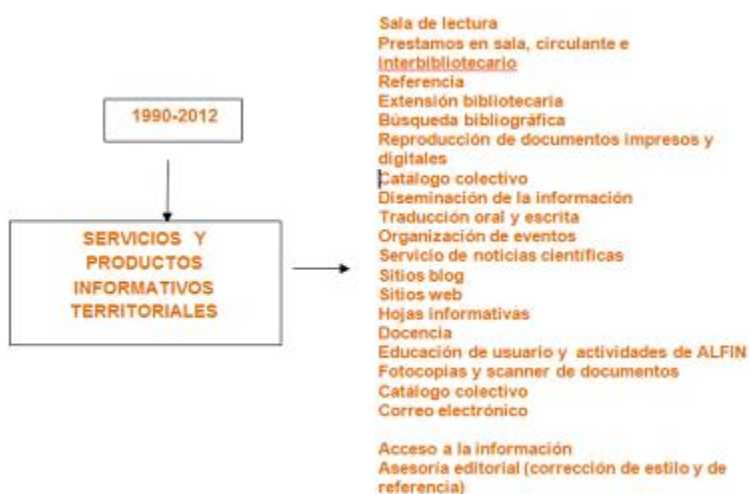 1990-2012
SERVICIOS Y
PRODUCTOS
INFORMATIVOS
TERRITORIALES
Sala de lectura
Prestamos en sala, circulante e
interbibliotecario
Referencia
Extensión bibliotecaria
Búsqueda bibliográfica
Reproducción de documentos impresos y
digitales
Catálogo colectivo
Diseminación de la información
Traducción oral y escrita
Organización de eventos
Servicio de noticias científicas
Sitios blog
Sitios web
Hojas informativas
Docencia
Educación de usuario y actividades de ALFIN
Fotocopias y scanner de documentos
Catálogo colectivo
Correo electrónico
Acceso a la información
Asesoría editorial (corrección de estilo y de
referencia)